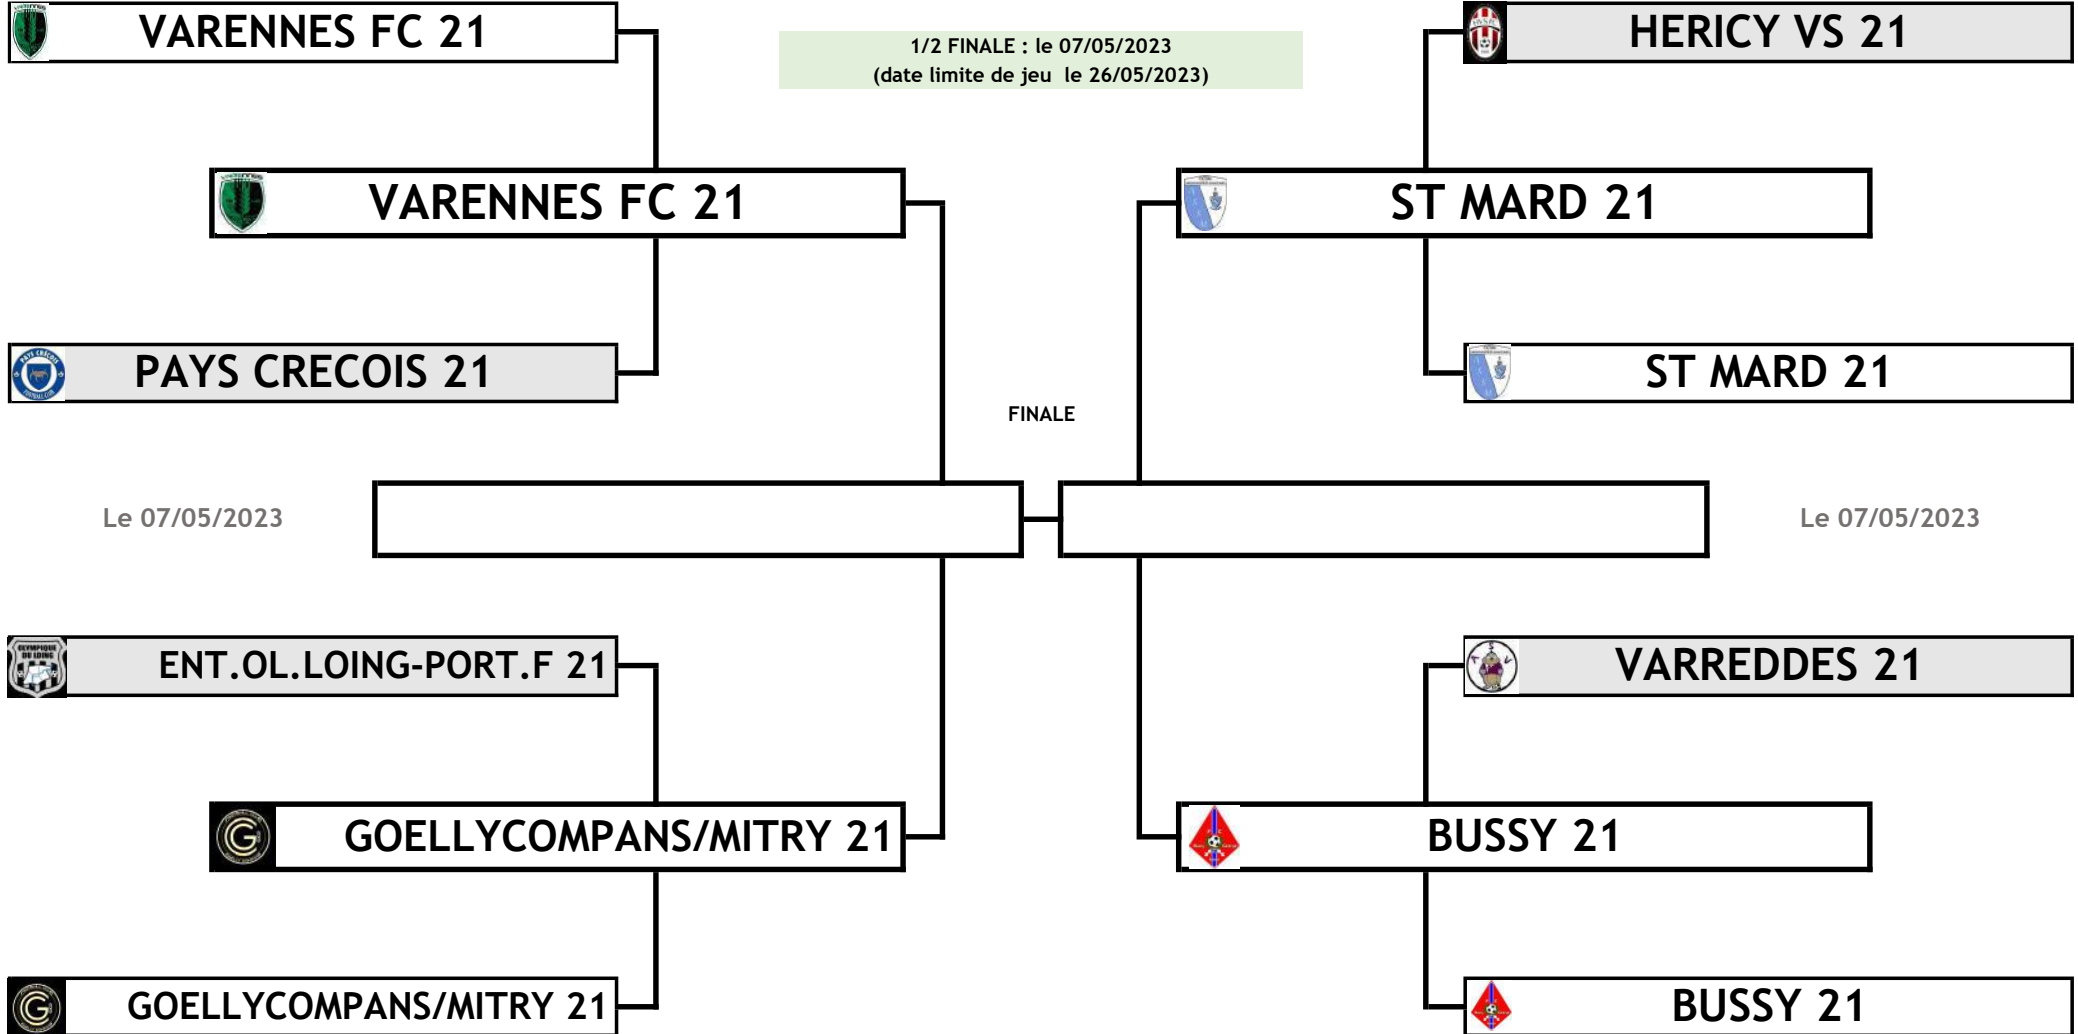 VARENNES FC 21
1/2 FINALE : le 07/05/2023
(date limite de jeu le 26/05/2023)
HERICY VS 21
VARENNES FC 21
ST MARD 21
PAYS CRECOIS 21
ST MARD 21
FINALE
Le 07/05/2023
Le 07/05/2023
OLYMPIQUE
DU LOING
ENT.OL.LOING-PORT.F 21
VARREDDES 21
GOELLYCOMPANS/MITRY 21
BUSSY 21
GOELLYCOMPANS/MITRY 21
BUSSY 21